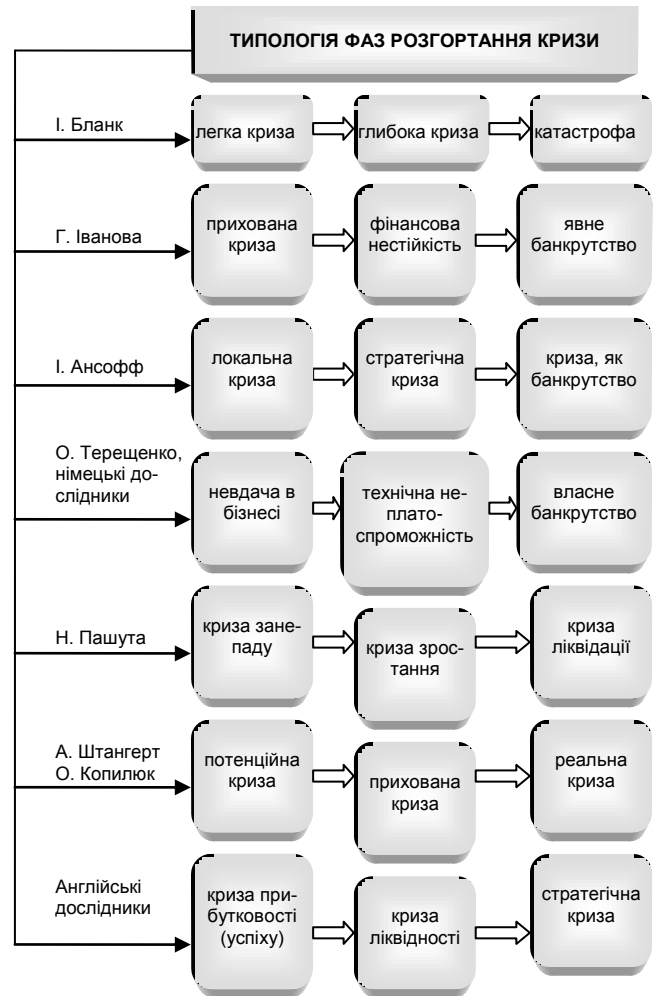 ТИПОЛОГІЯ ФАЗ РОЗГОРТАННЯ КРИЗИ
І. Бланк
легка криза
глибока криза
катастрофа
Г. Іванова
прихована
криза
фінансова
нестійкість
явне
банкрутство
І. Ансофф
локальна
криза
стратегічна
криза
криза, як
банкрутство
О. Терещенко,
німецькі до-
слідники
невдача в
бізнесі
технічна не-
плато-
спроможність
власне
банкрутство
Н. Пашута
криза зане-
паду
криза зрос-
тання
криза
ліквідації
А. Штангерт
О. Копилюк
потенційна
криза
прихована
криза
реальна
криза
Англійські
дослідники
криза при-
бутковості
(успіху)
криза
ліквідності
стратегічна
криза